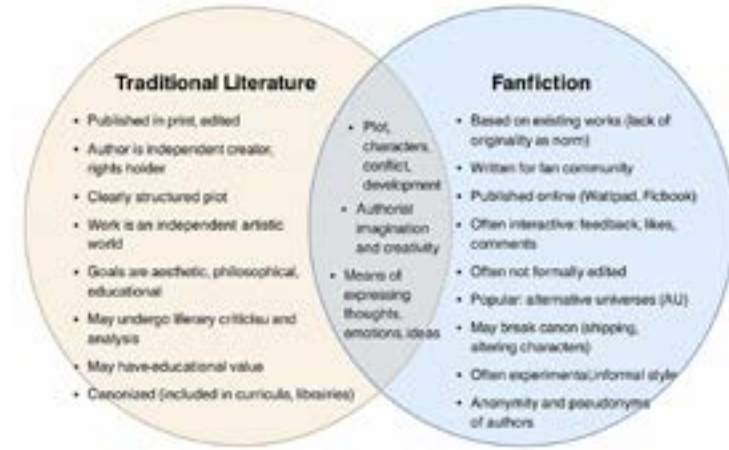 Traditional Literature
• Published in print, edited
• Author is independent creator,
rights holder
• Clearly structured plot
• Work is an independent artistic
world
• Goals are aesthetic, philosophical,
educational
• May undergo literary criticisu and
analysis
• May have-educational value
• Canonized (included in curricula, librairies)
• Plot,
characters,
conflict,
development
• Authorial
imagination
and creativity
• Means of
expressing
thoughts,
emotions, ideas
Fanfiction
• Based on existing works (lack of
originality as norm)
• Written for fan community
• Published online (Wattpad, Ficbook)
• Often interactive: feedback, likes,
comments
• Often not formally edited
• Popular: alternative universes (AU)
• May break canon (shipping,
altering characters)
• Often experimental,informal style
• Anonymity and pseudonyms
of authors